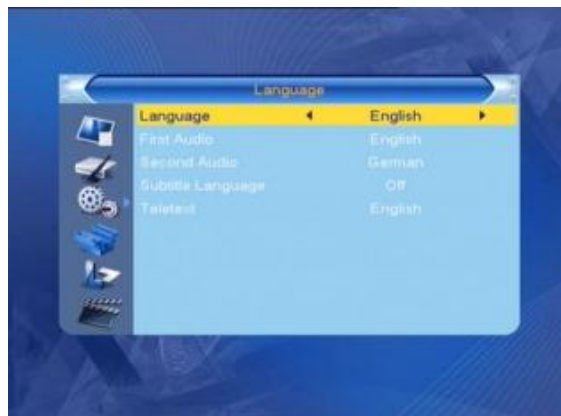 Language
Language English
First Audio English
Second Audio German
Subtitle Language Off
Teletext English